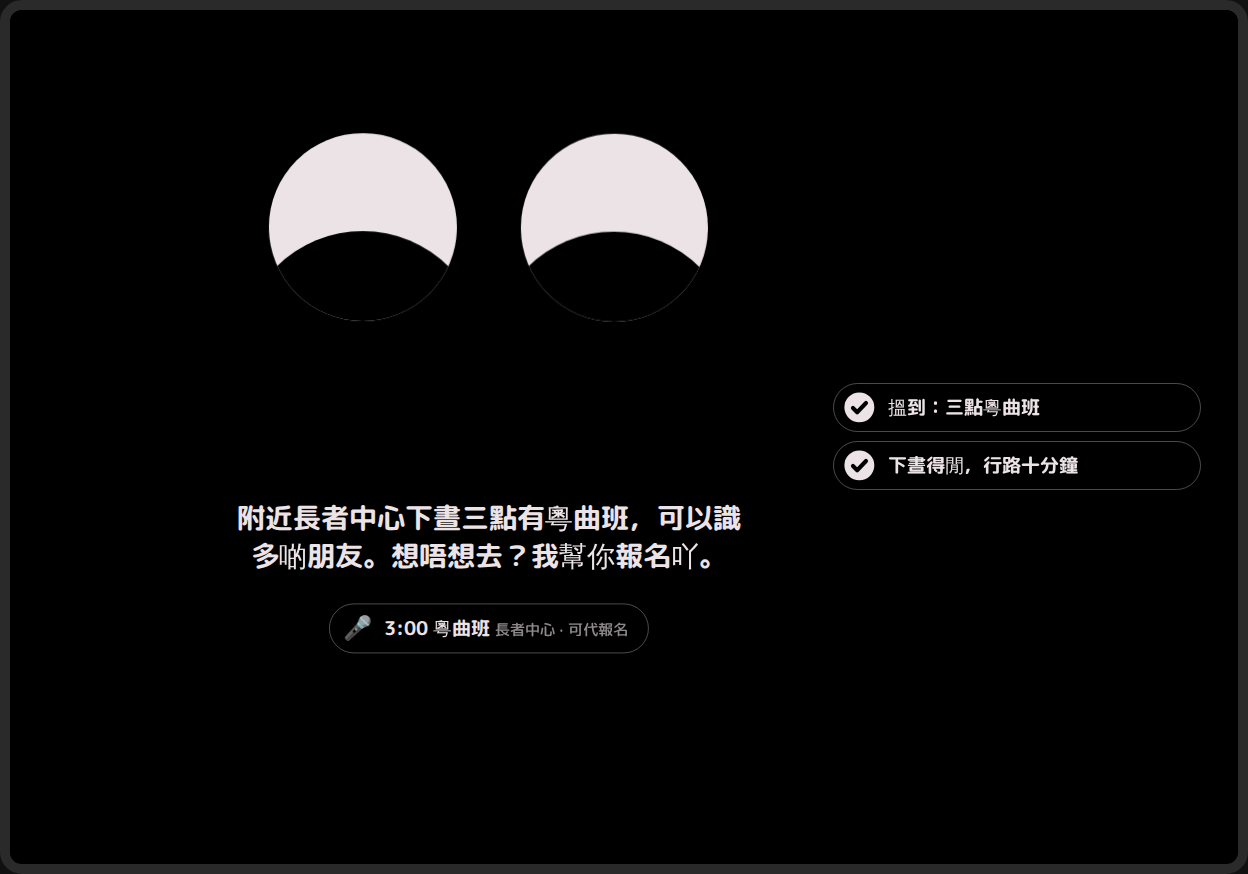 搵到：三點粵曲班
下晝得閒，行路十分鐘
附近長者中心下晝三點有粵曲班，可以識
多啲朋友。想唔想去？我幫你報名吖。
3:00 粵曲班 長者中心 · 可代報名